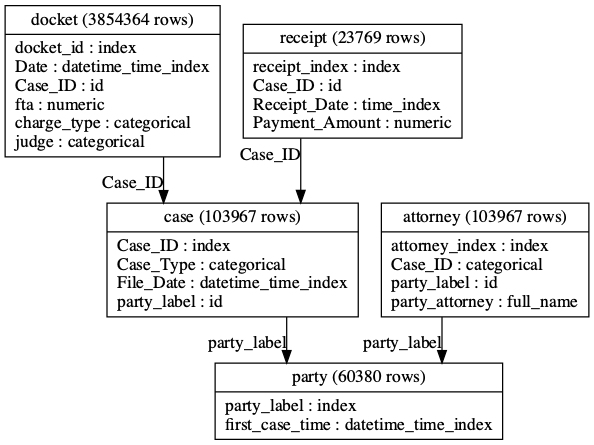 docket (3854364 rows)
docket_id : index
Date : datetime_time_index
Case_ID : id
fta : numeric
charge_type : categorical
judge : categorical
receipt (23769 rows)
receipt_index : index
Case_ID : id
Receipt_Date : time_index
Payment_Amount : numeric
Case_ID
Case_ID
case (103967 rows)
Case_ID : index
Case_Type : categorical
File_Date : datetime_time_index
party_label : id
attorney (103967 rows)
attorney_index : index
Case_ID : categorical
party_label : id
party_attorney : full_name
party_label
party_label
party (60380 rows)
party_label : index
first_case_time : datetime_time_index